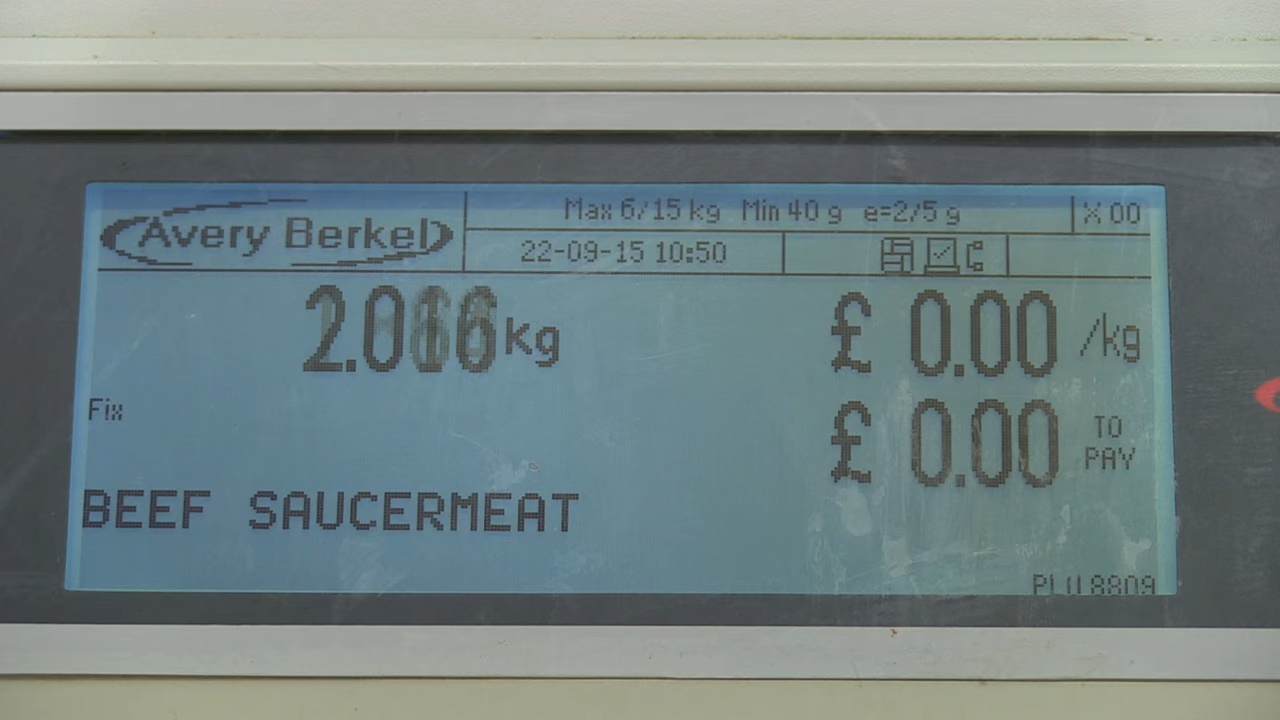 Avery Berkel
Max 6/15 kg Min 40 g e=2/5 g
X 00
22-09-15 10:50
kg
£ 0.00 /kg
Fix
£ 0.00 TO
PAY
BEEF SAUCERMEAT
PLU 8809